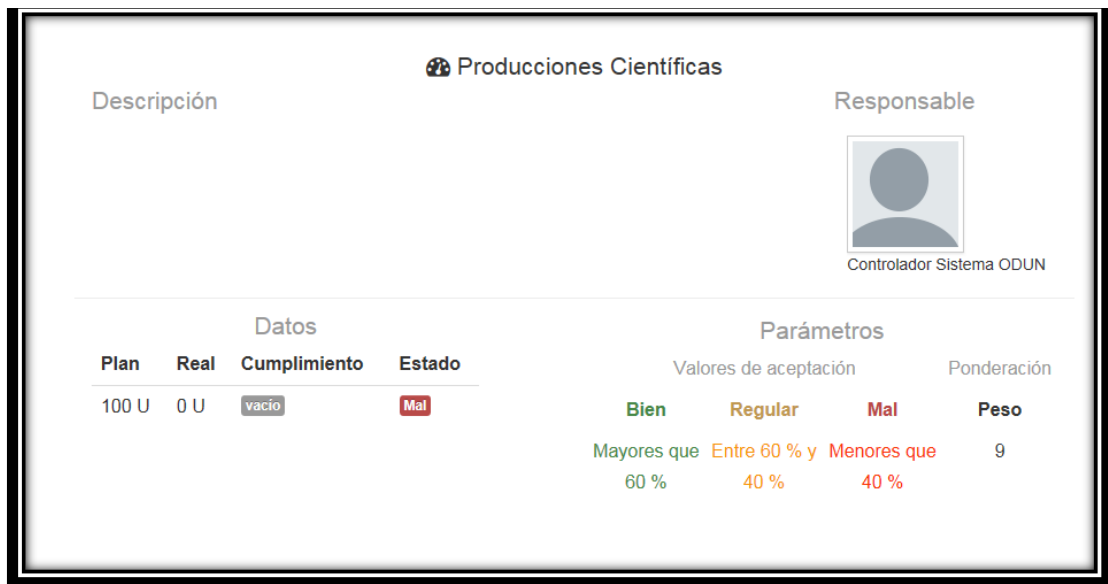 Producciones Científicas
Descripción
Responsable
Controlador Sistema ODUN
Datos
Plan Real Cumplimiento Estado
100 U 0 U vacío Mal
Parámetros
Valores de aceptación Ponderación
Bien Regular Mal Peso
Mayores que Entre 60 % y Menores que 9
60 % 40 % 40 %